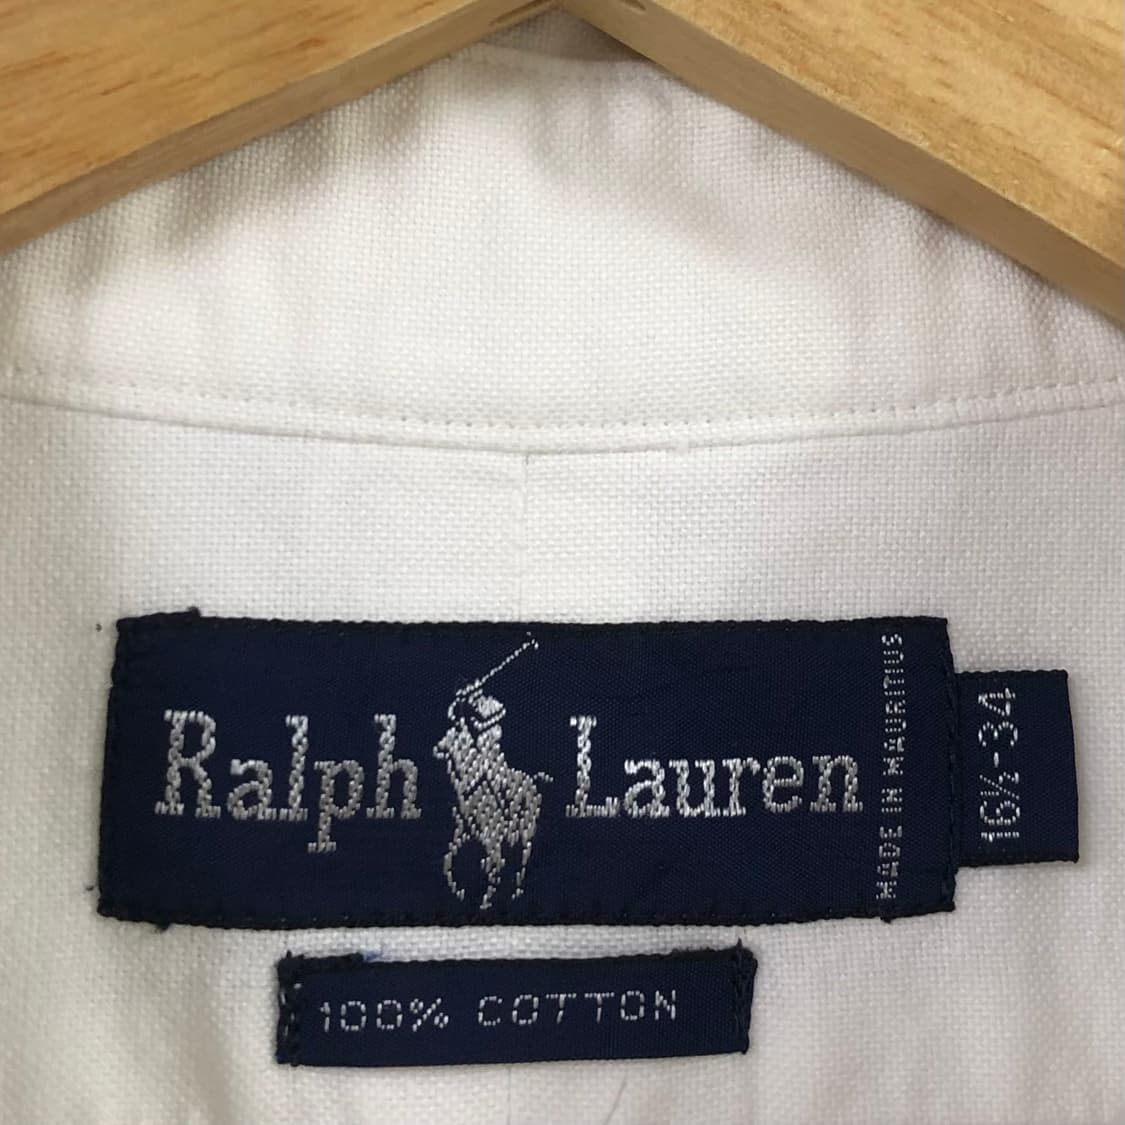 Ralph Lauren
MADE IN MAURITIUS
16½-34
100% COTTON